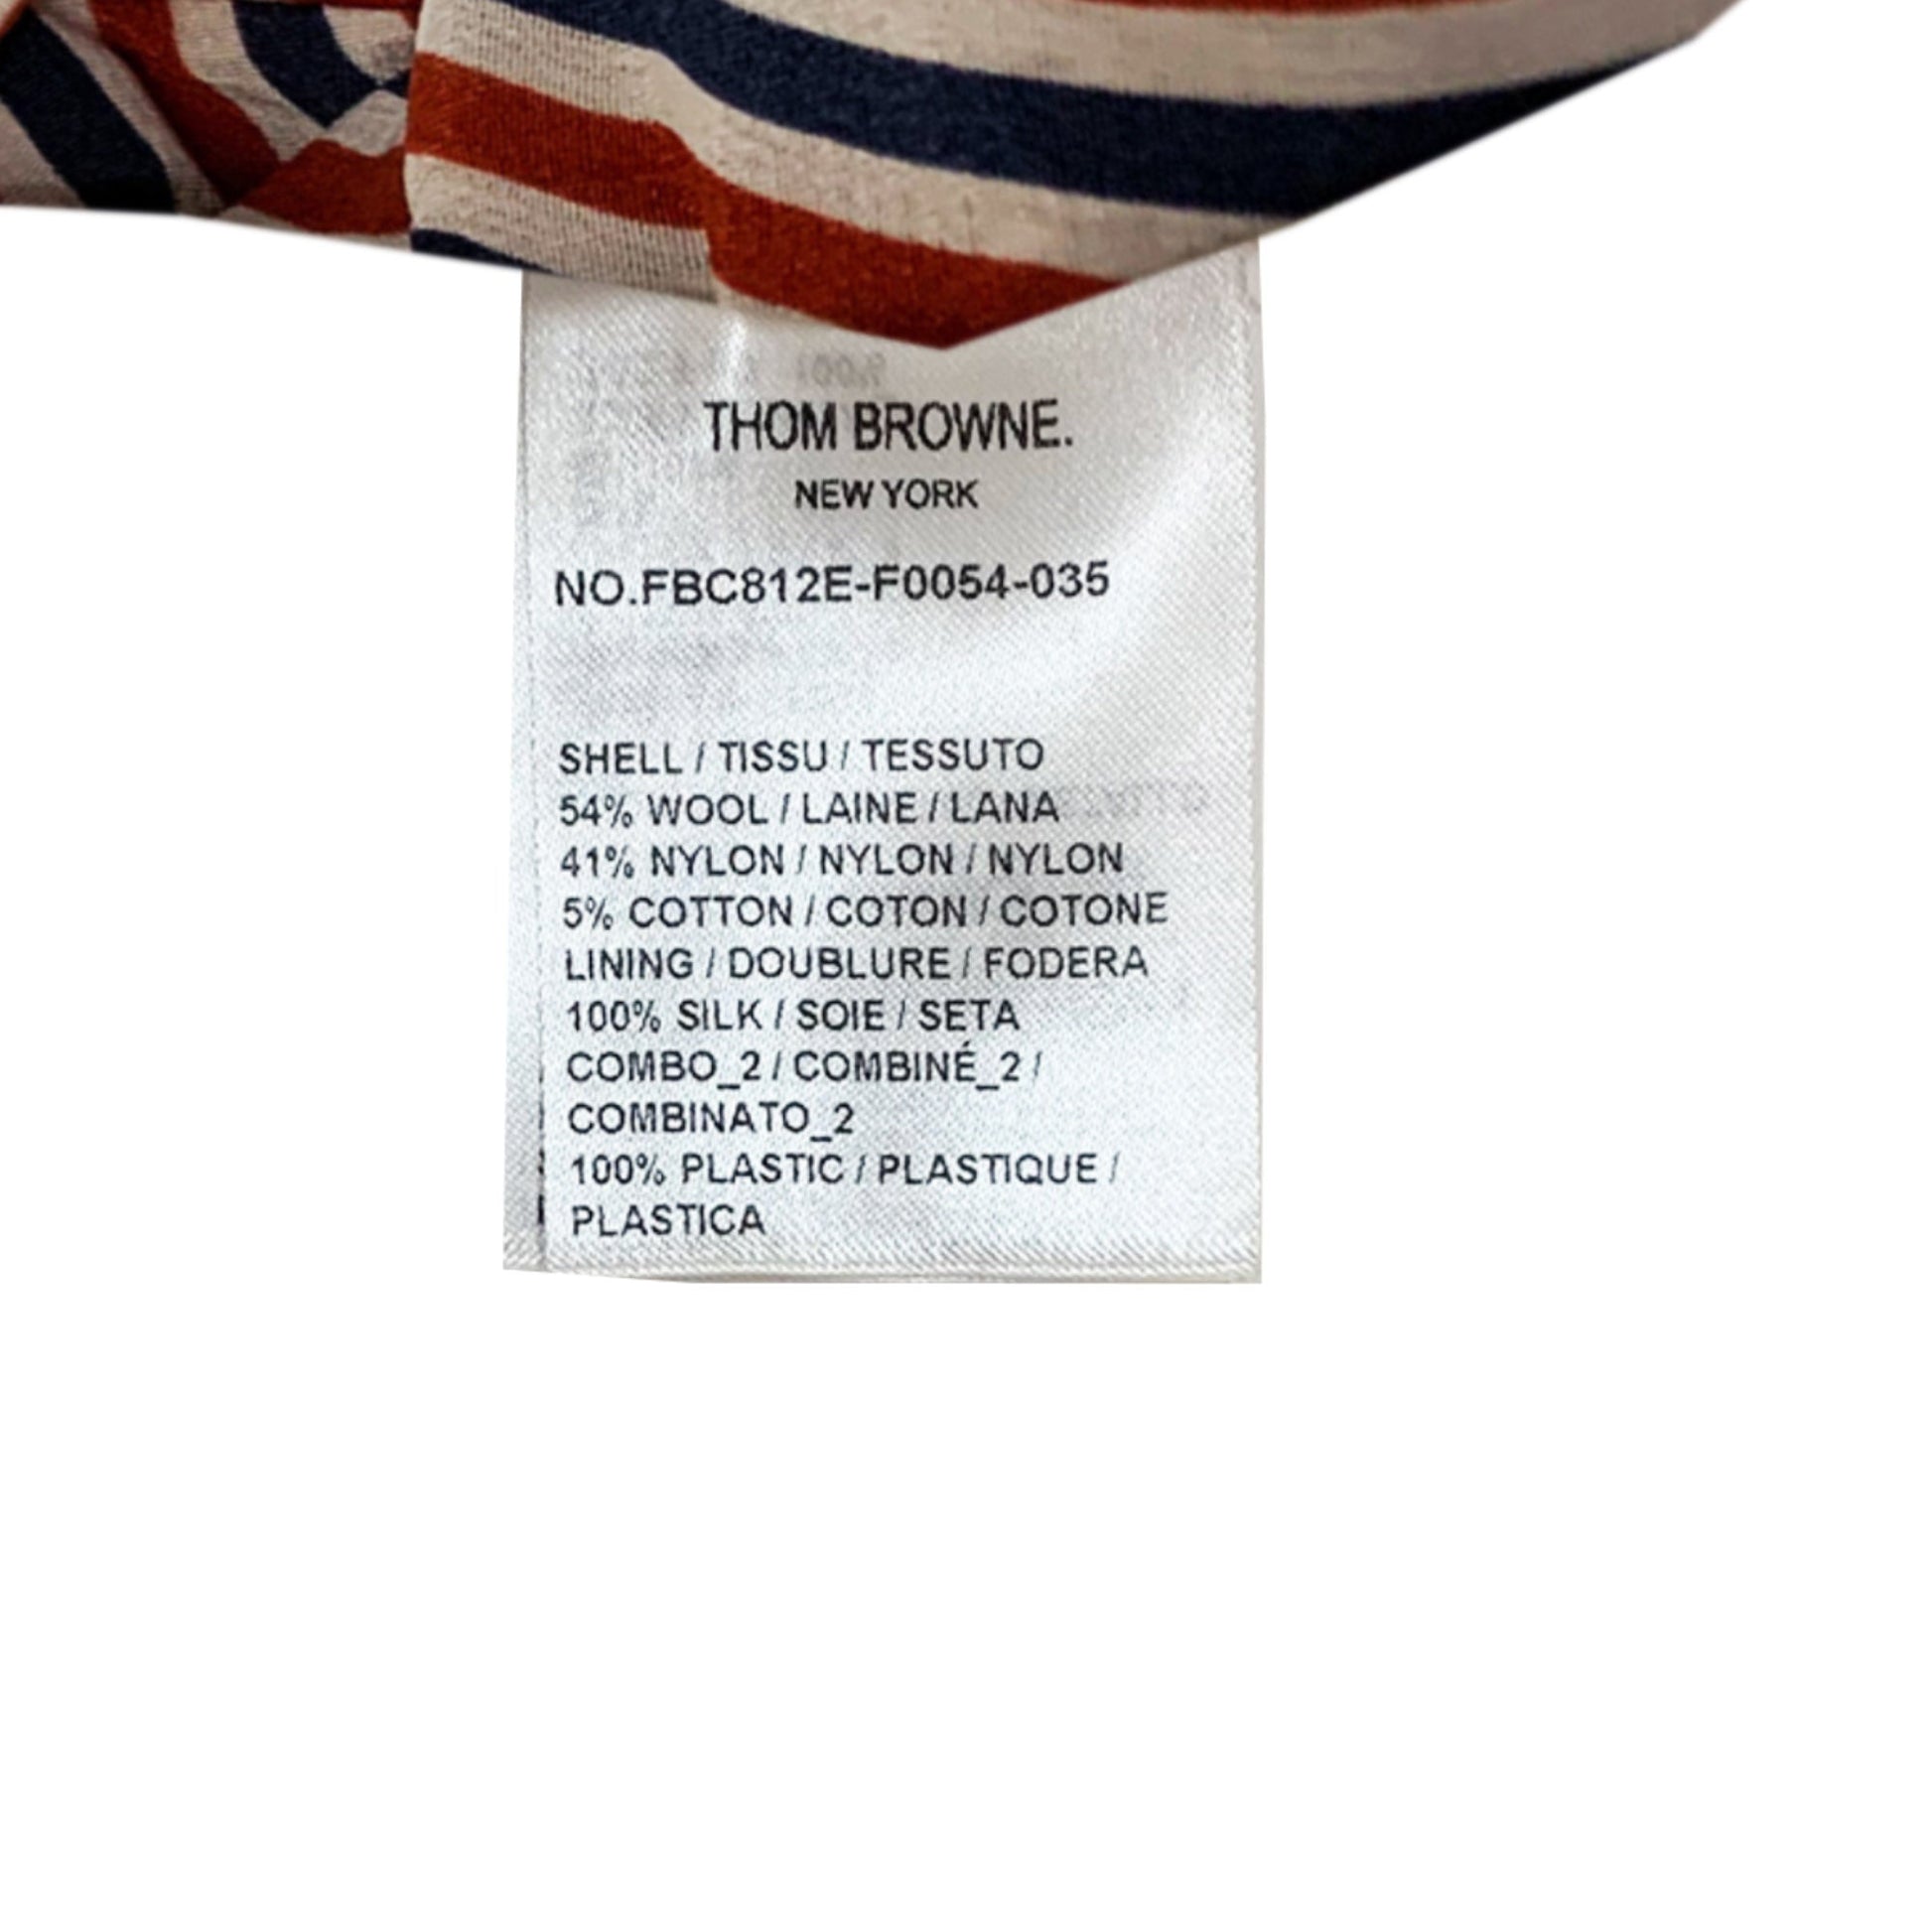 THOM BROWNE.
NEW YORK
NO.FBC812E-F0054-035
SHELL / TISSU / TESSUTO
54% WOOL / LAINE / LANA
41% NYLON / NYLON / NYLON
5% COTTON / COTON / COTONE
LINING / DOUBLURE / FODERA
100% SILK / SOIE / SETA
COMBO_2 / COMBINÉ_2 /
COMBINATO_2
100% PLASTIC / PLASTIQUE /
PLASTICA